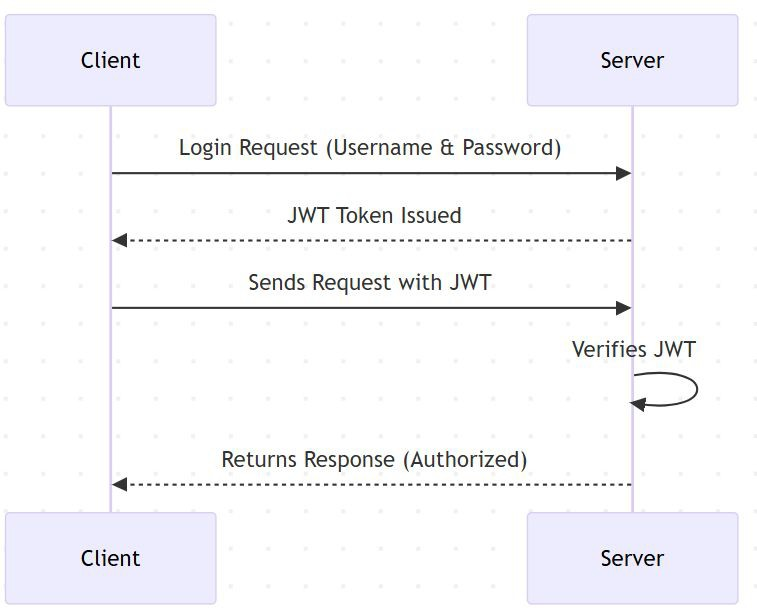 Client
Server
Login Request (Username & Password)
JWT Token Issued
Sends Request with JWT
Verifies JWT
Returns Response (Authorized)
Client
Server